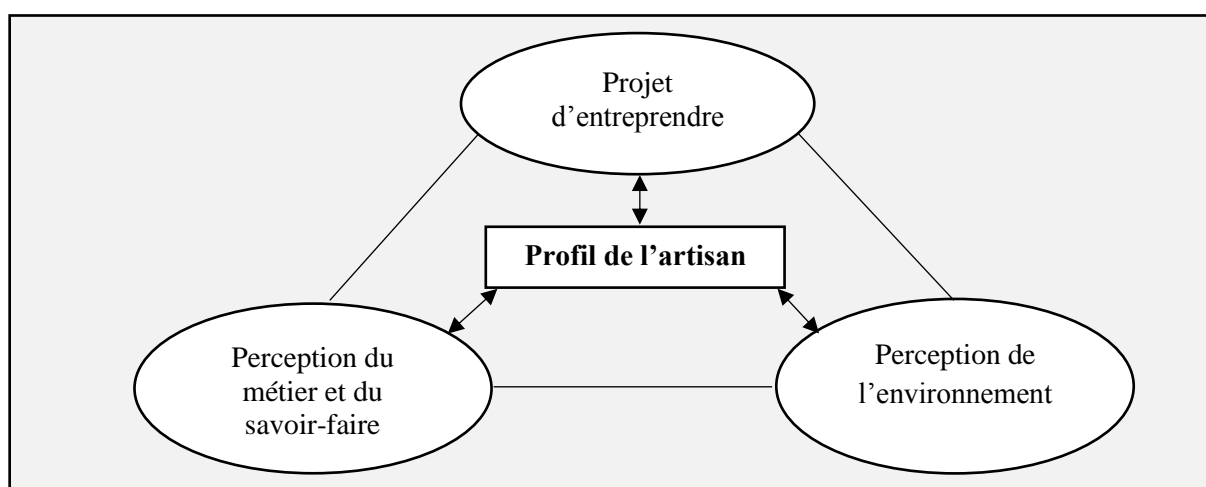 Projet
d’entreprendre
Profil de l’artisan
Perception du
métier et du
savoir-faire
Perception de
l’environnement